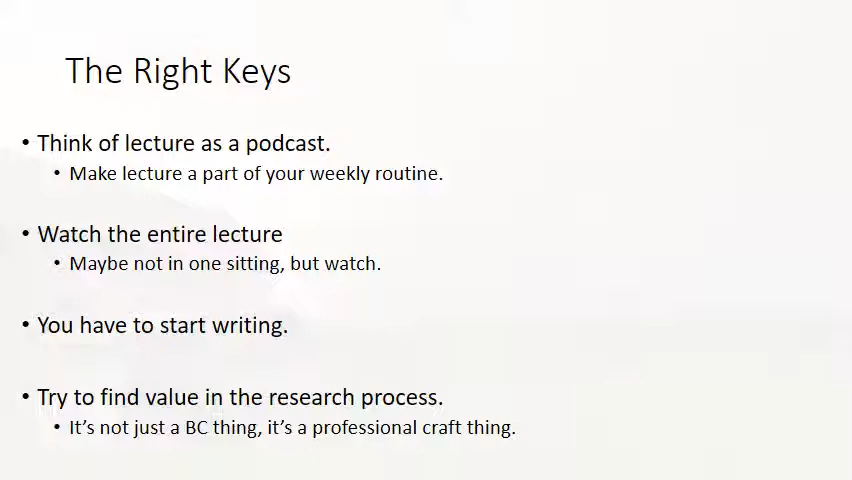 The Right Keys
• Think of lecture as a podcast.
• Make lecture a part of your weekly routine.
• Watch the entire lecture
• Maybe not in one sitting, but watch.
• You have to start writing.
• Try to find value in the research process.
• It’s not just a BC thing, it’s a professional craft thing.